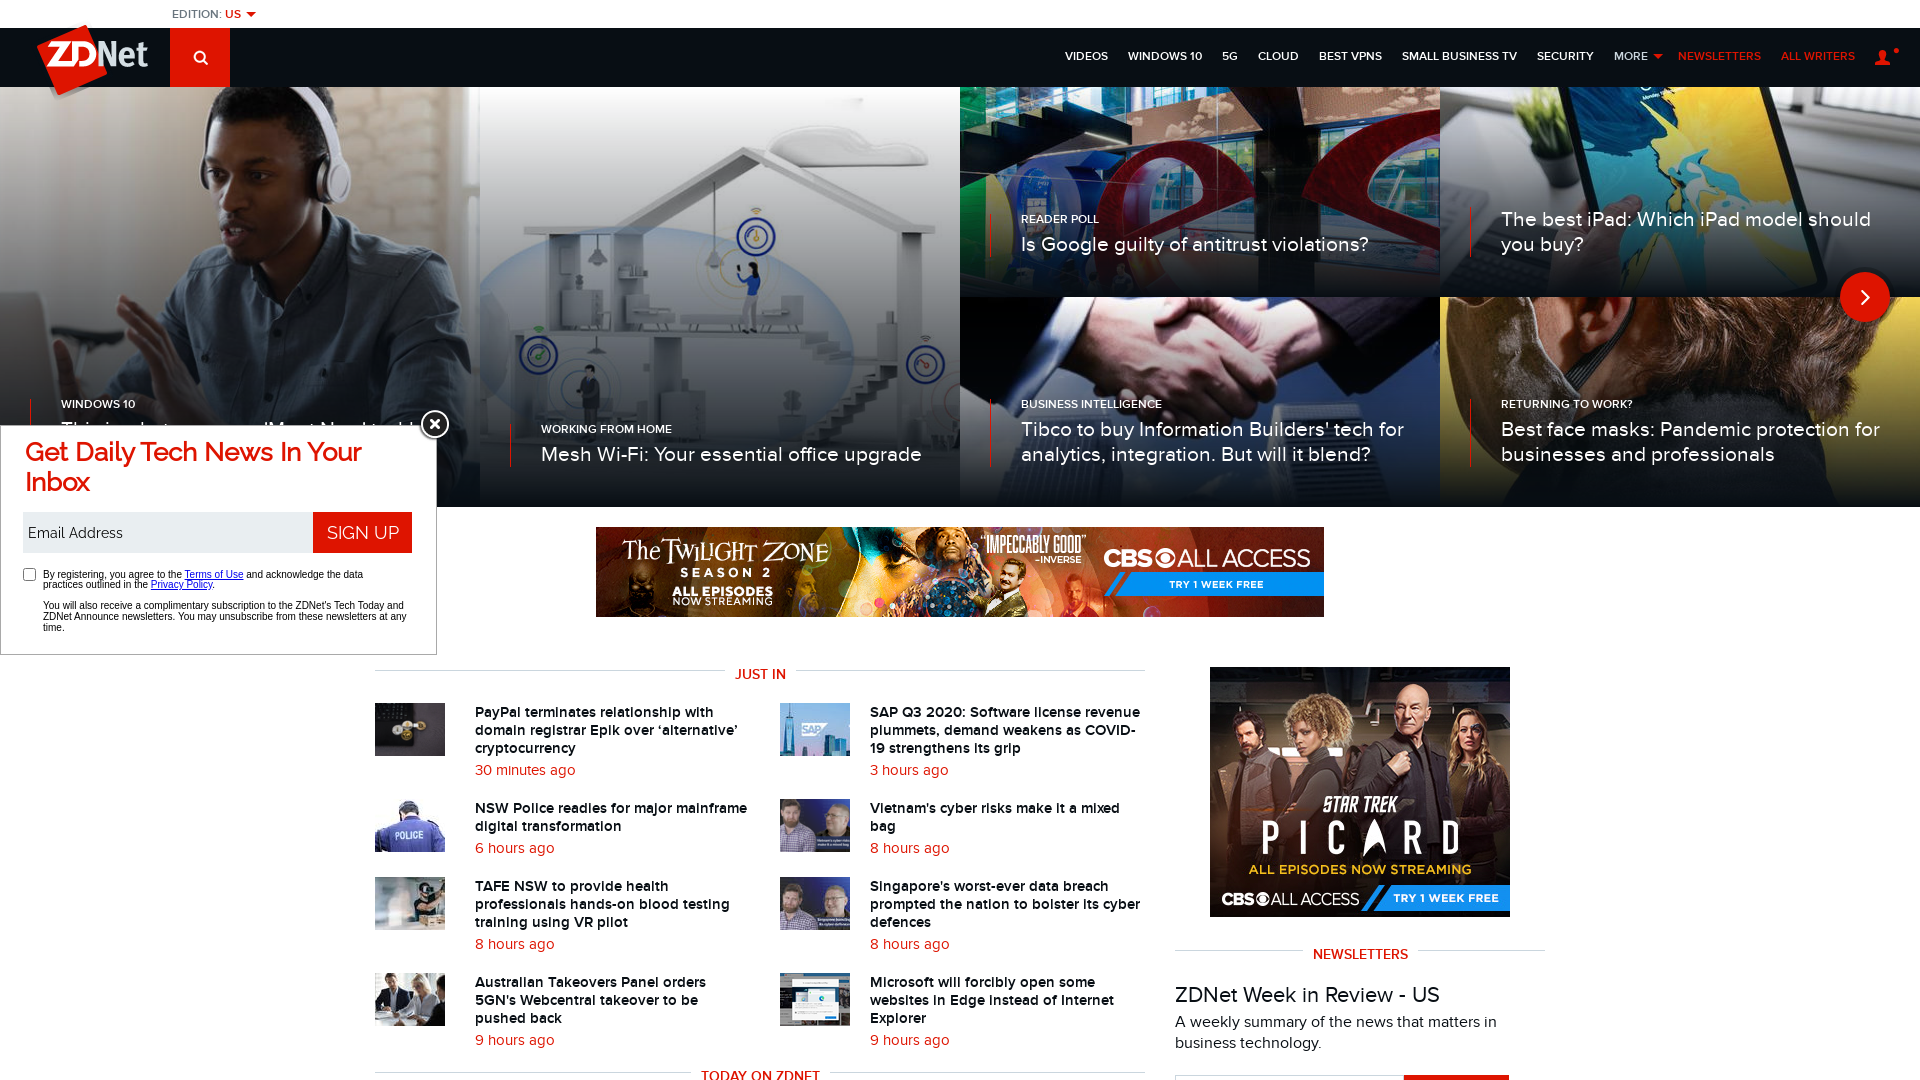 EDITION: US
ZDNet
VIDEOS WINDOWS 10 5G CLOUD BEST VPNS SMALL BUSINESS TV SECURITY MORE NEWSLETTERS ALL WRITERS
READER POLL
Is Google guilty of antitrust violations?
The best iPad: Which iPad model should
you buy?
WINDOWS 10
WORKING FROM HOME
Mesh Wi-Fi: Your essential office upgrade
BUSINESS INTELLIGENCE
Tibco to buy Information Builders' tech for
analytics, integration. But will it blend?
RETURNING TO WORK?
Best face masks: Pandemic protection for
businesses and professionals
Get Daily Tech News In Your
Inbox
Email Address
SIGN UP
By registering, you agree to the Terms of Use and acknowledge the data
practices outlined in the Privacy Policy.
You will also receive a complimentary subscription to the ZDNet's Tech Today and
ZDNet Announce newsletters. You may unsubscribe from these newsletters at any
time.
THE TWILIGHT ZONE
SEASON 2
ALL EPISODES
NOW STREAMING
"IMPECCABLY GOOD"
-INVERSE
CBS ALL ACCESS
TRY 1 WEEK FREE
JUST IN
PayPal terminates relationship with
domain registrar Epik over ‘alternative’
cryptocurrency
30 minutes ago
SAP
SAP Q3 2020: Software license revenue
plummets, demand weakens as COVID-
19 strengthens its grip
3 hours ago
POLICE
NSW Police readies for major mainframe
digital transformation
6 hours ago
Vietnam's cyber risks make it a mixed
bag
8 hours ago
TAFE NSW to provide health
professionals hands-on blood testing
training using VR pilot
8 hours ago
Singapore's worst-ever data breach
prompted the nation to bolster its cyber
defences
8 hours ago
Australian Takeovers Panel orders
5GN's Webcentral takeover to be
pushed back
9 hours ago
Microsoft will forcibly open some
websites in Edge instead of Internet
Explorer
9 hours ago
TODAY ON ZDNET
STAR TREK
PICARD
ALL EPISODES NOW STREAMING
CBS ALL ACCESS
TRY 1 WEEK FREE
NEWSLETTERS
ZDNet Week in Review - US
A weekly summary of the news that matters in
business technology.